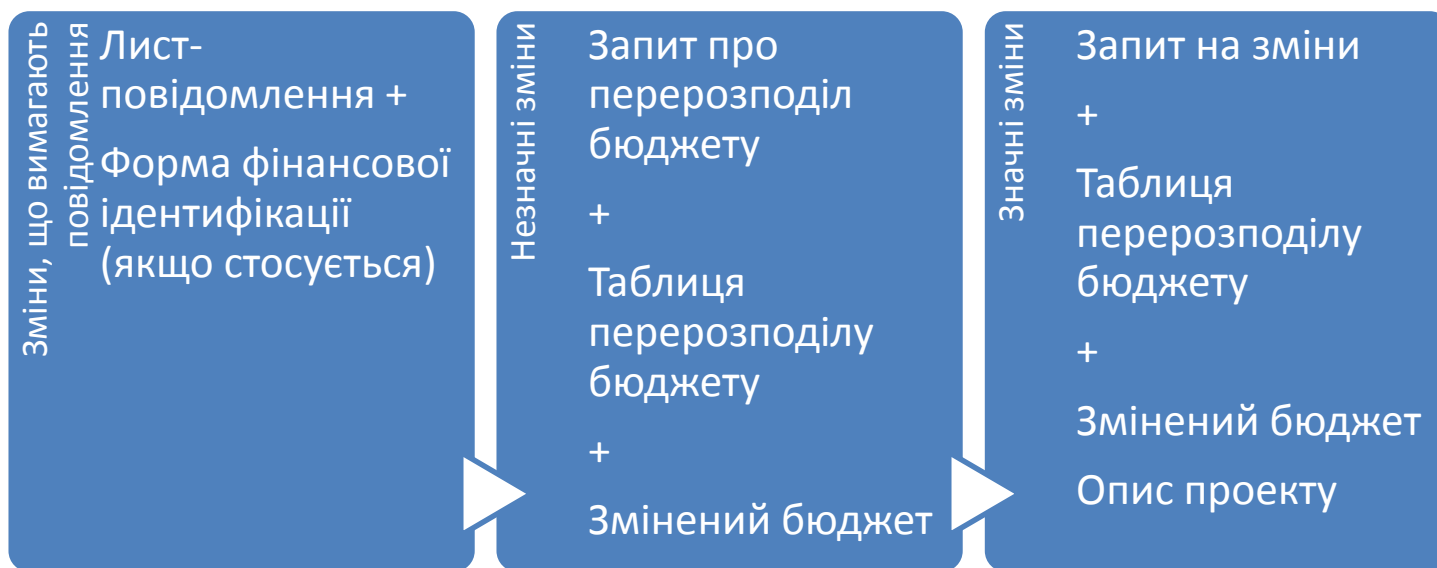 Зміни, що вимагають
повідомлення
Лист-
повідомлення +
Форма фінансової
ідентифікації
(якщо стосується)
Незначні зміни
Запит про
перерозподіл
бюджету
+
Таблиця
перерозподілу
бюджету
+
Змінений бюджет
Значні зміни
Запит на зміни
+
Таблиця
перерозподілу
бюджету
+
Змінений бюджет
Опис проекту